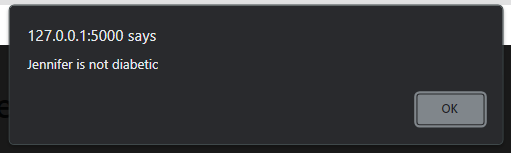 127.0.0.1:5000 says
Jennifer is not diabetic
OK